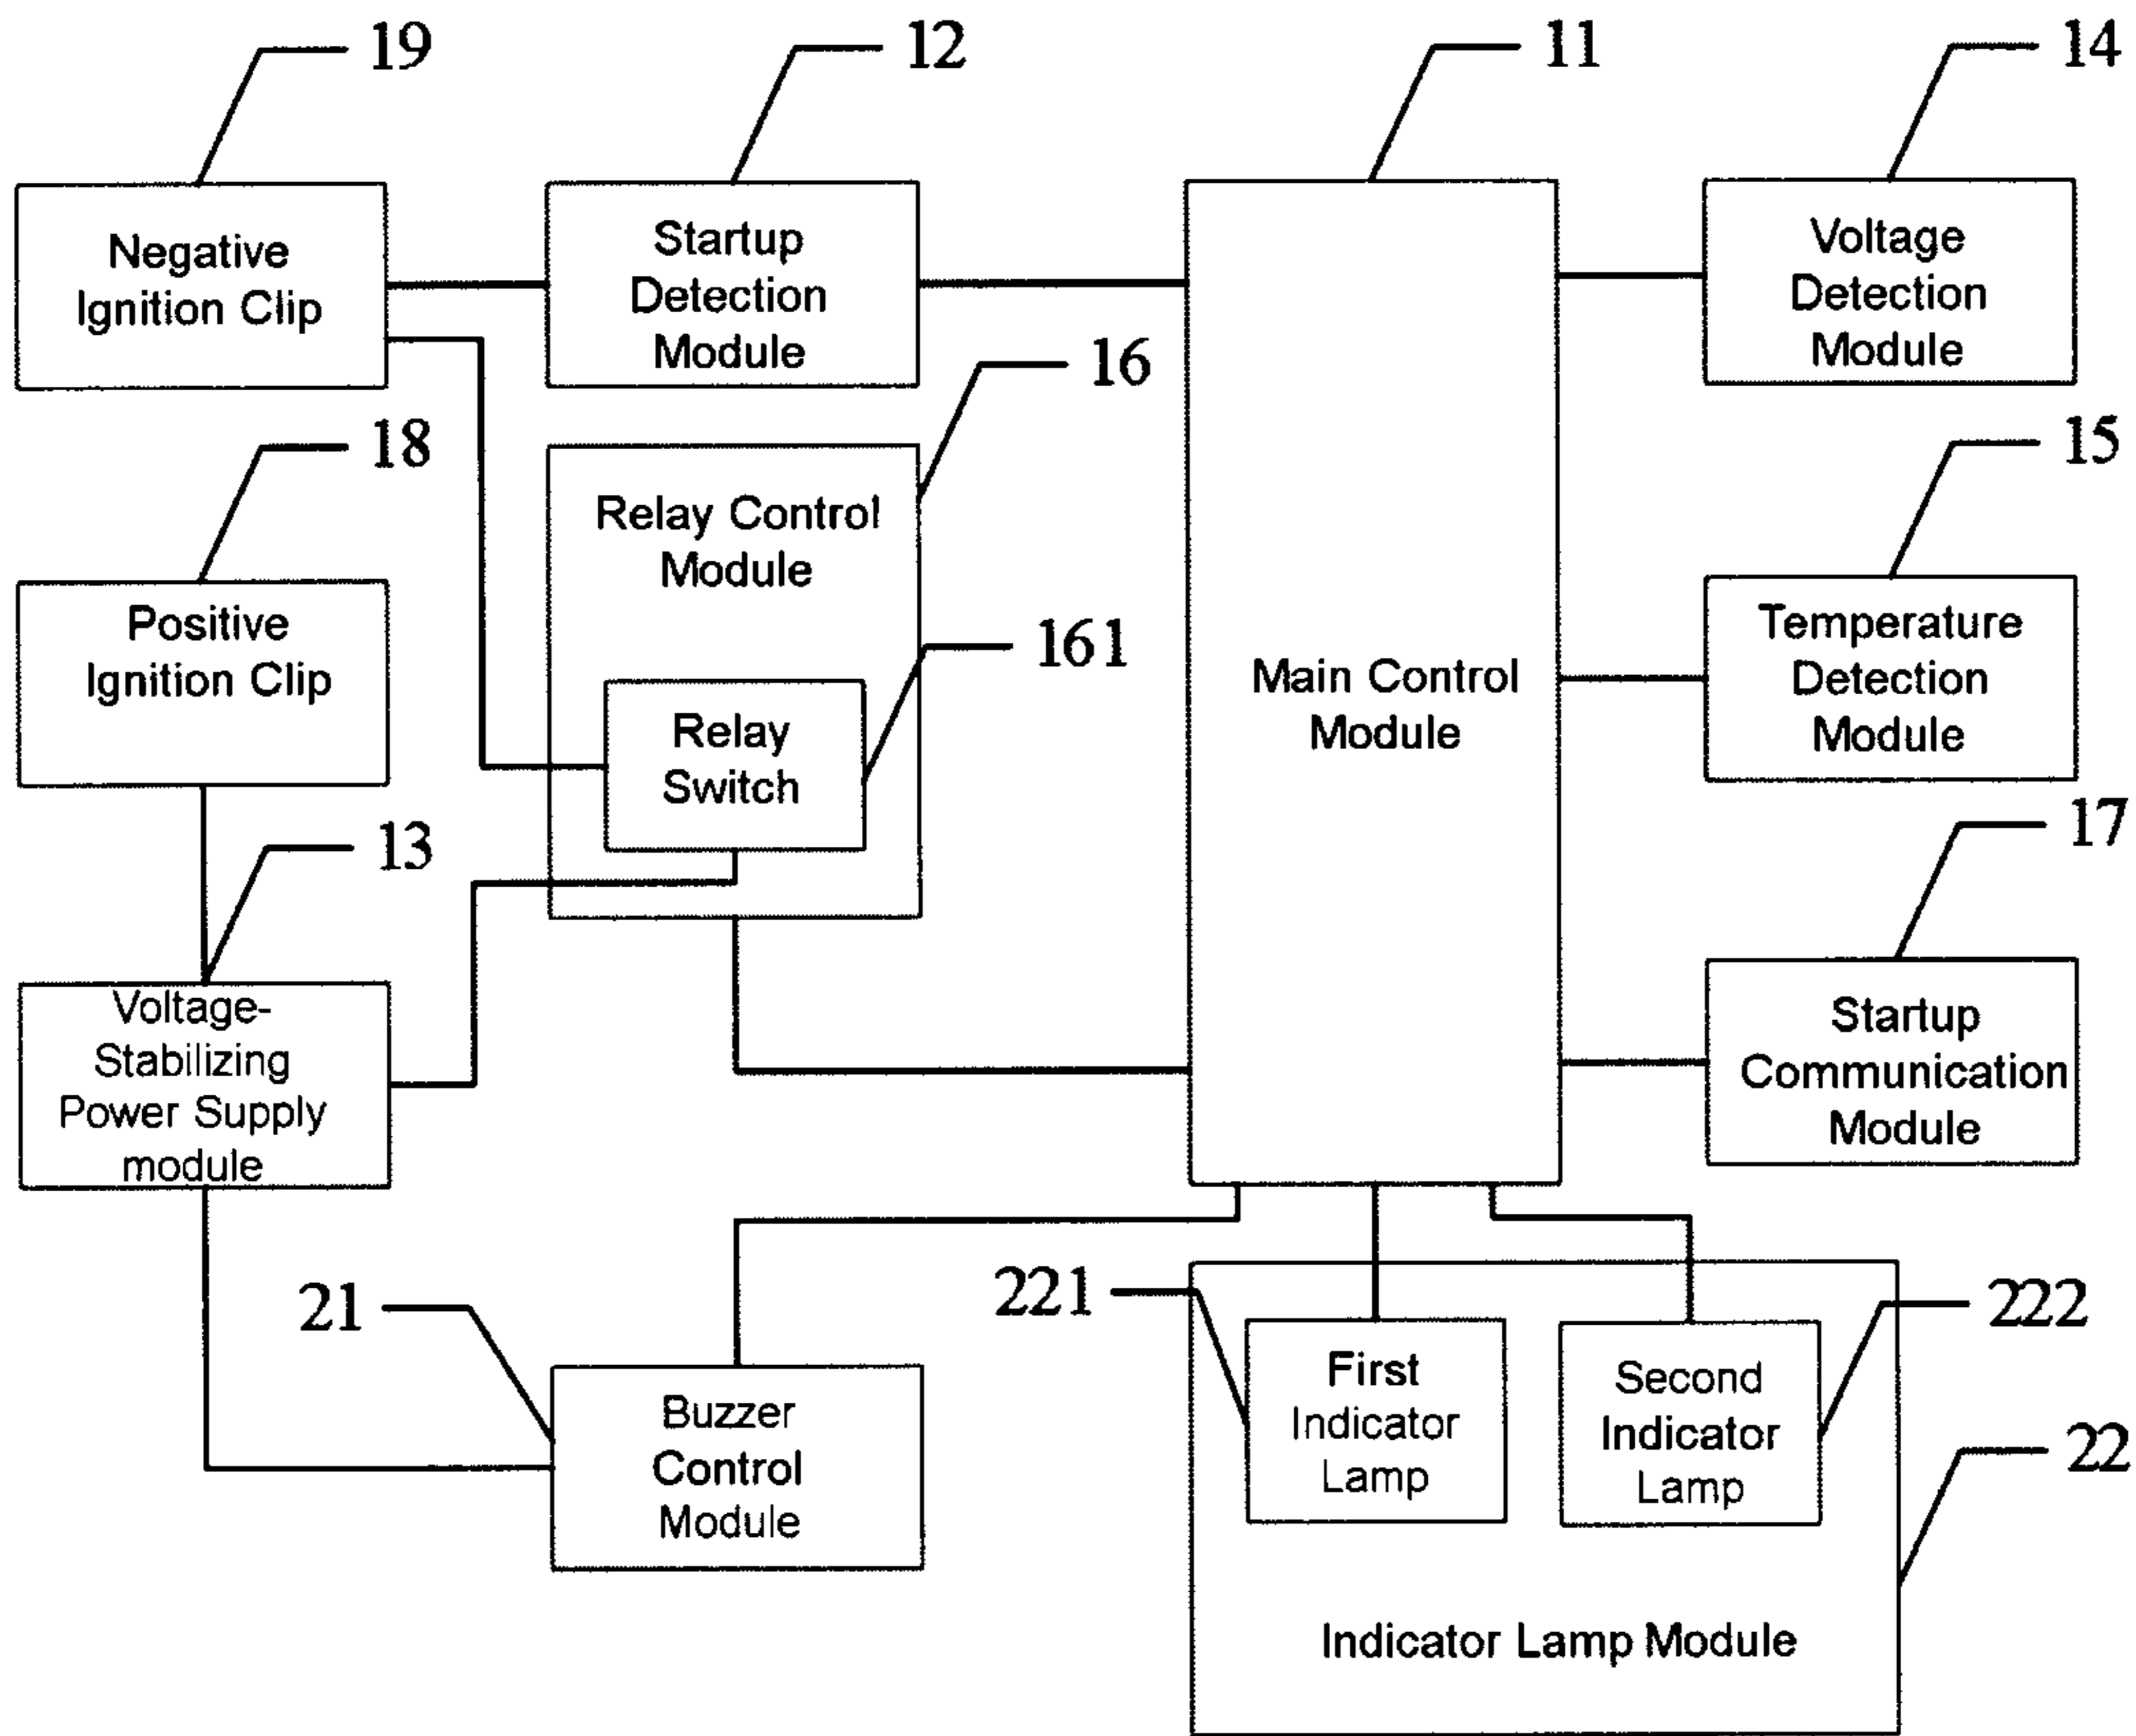 19
12
11
14
Negative
Ignition Clip
Startup
Detection
Module
Voltage
Detection
Module
16
18
15
Relay Control
Module
Positive
Ignition Clip
161
Temperature
Detection
Module
Main Control
Module
Relay
Switch
13
17
Voltage-
Stabilizing
Power Supply
module
Startup
Communication
Module
21
221
222
First
Indicator
Lamp
Second
Indicator
Lamp
Buzzer
Control
Module
22
Indicator Lamp Module